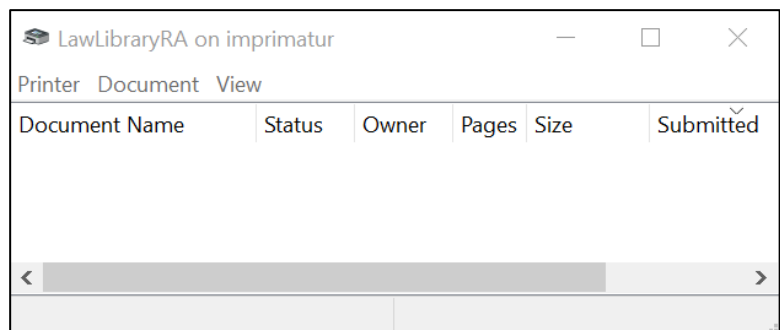 LawLibraryRA on imprimatur
Printer Document View
Document Name Status Owner Pages Size Submitted